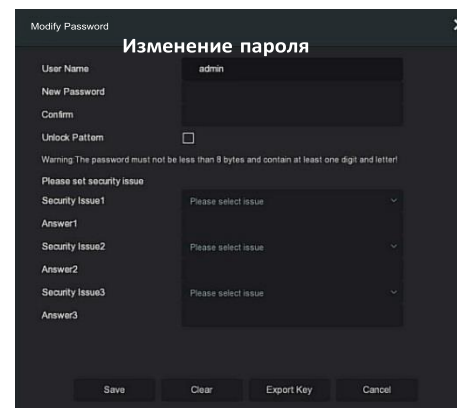 Modify Password
Изменение пароля
User Name admin
New Password
Confirm
Unlock Pattern
Warning:The password must not be less than 8 bytes and contain at least one digit and letter!
Please set security issue
Security Issue1 Please select issue
Answer1
Security Issue2 Please select issue
Answer2
Security Issue3 Please select issue
Answer3
Save Clear Export Key Cancel